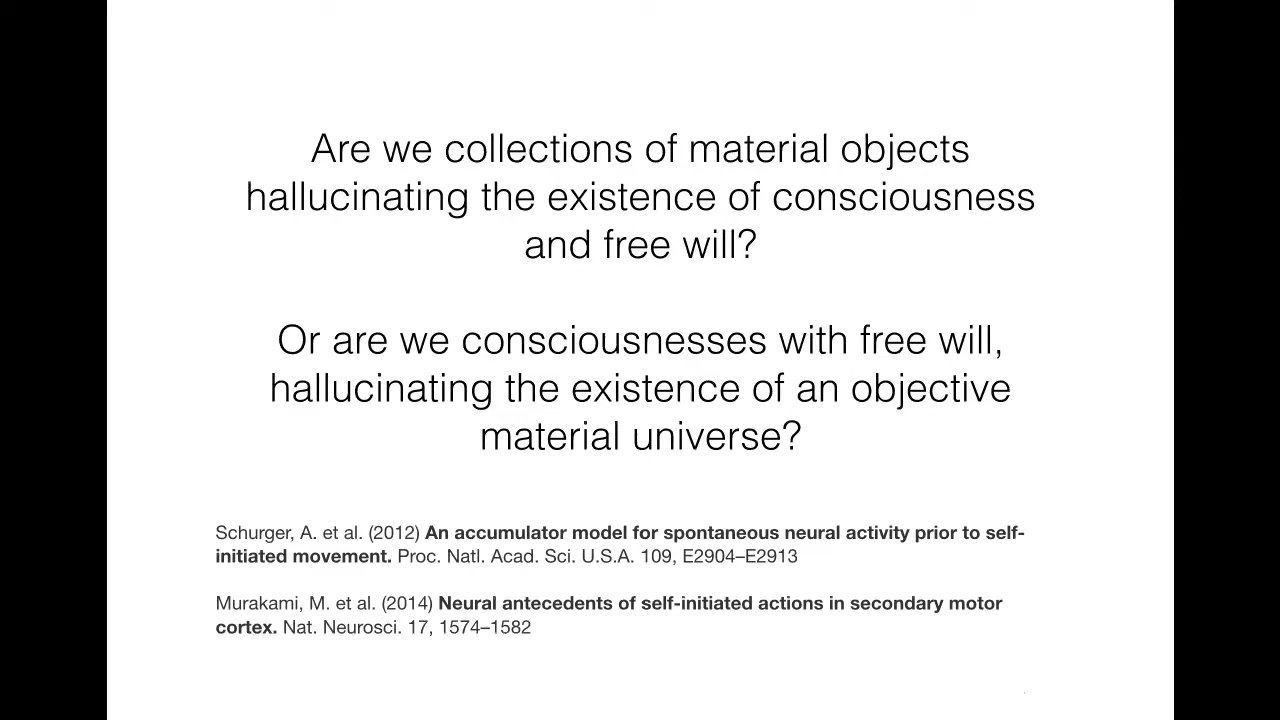 Are we collections of material objects
hallucinating the existence of consciousness
and free will?
Or are we consciousnesses with free will,
hallucinating the existence of an objective
material universe?
Schurger, A. et al. (2012) An accumulator model for spontaneous neural activity prior to self-
initiated movement. Proc. Natl. Acad. Sci. U.S.A. 109, E2904–E2913
Murakami, M. et al. (2014) Neural antecedents of self-initiated actions in secondary motor
cortex. Nat. Neurosci. 17, 1574–1582